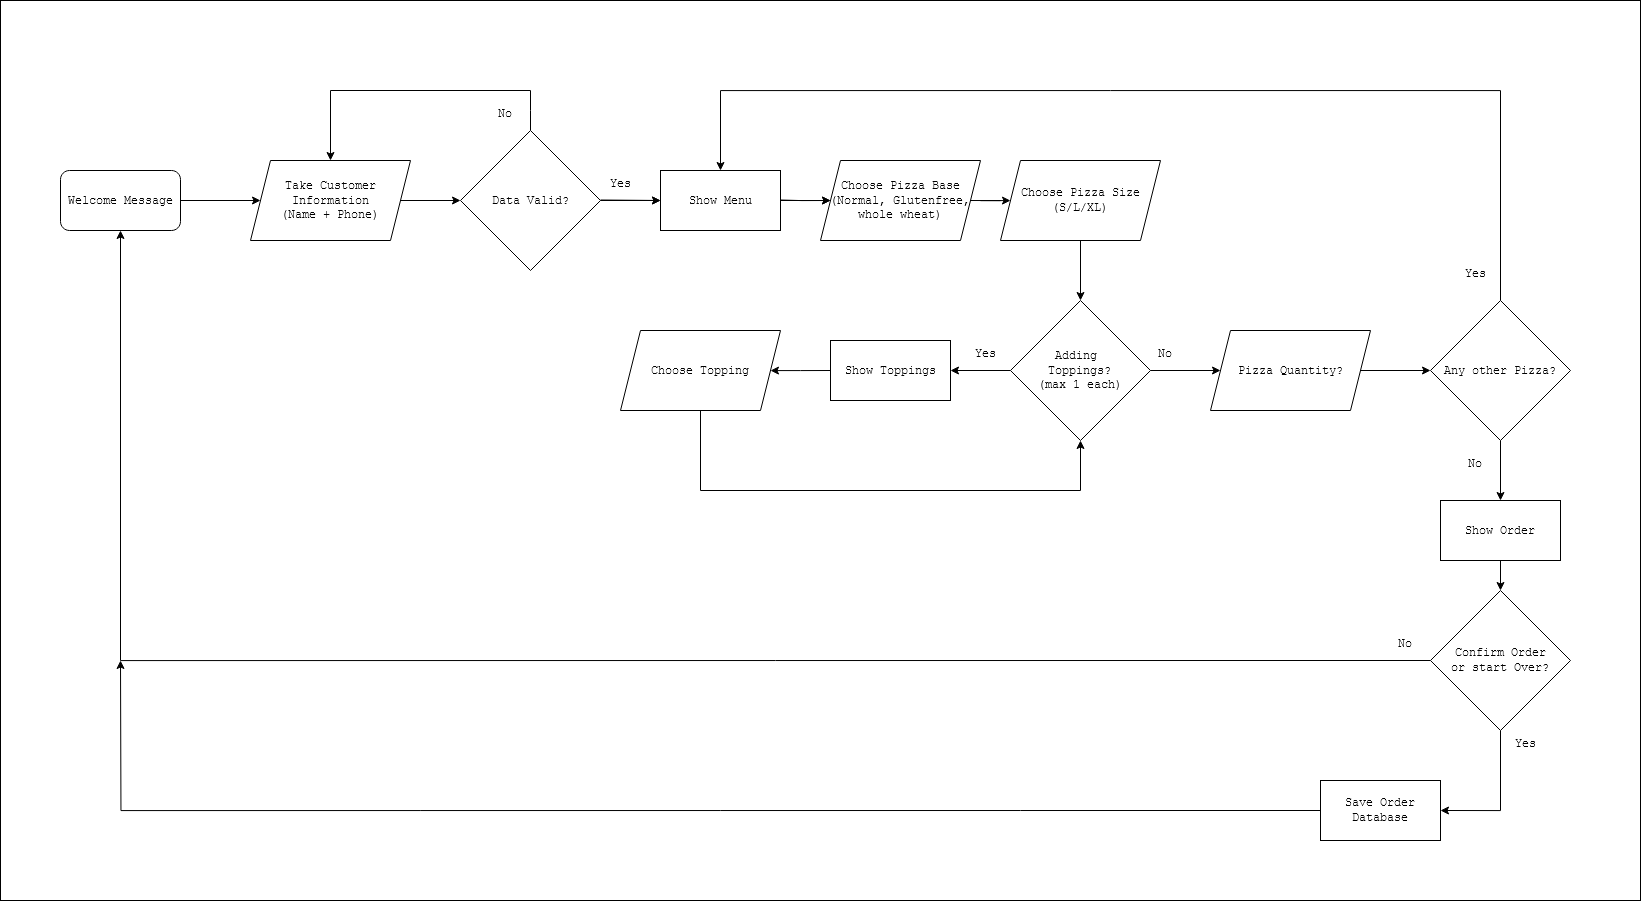 No
Welcome Message
Take Customer
Information
(Name + Phone)
Data Valid?
Yes
Show Menu
Choose Pizza Base
(Normal, Glutenfree,
whole wheat)
Choose Pizza Size
(S/L/XL)
Yes
Choose Topping
Show Toppings
Yes
Adding
Toppings?
(max 1 each)
No
Pizza Quantity?
Any other Pizza?
No
Show Order
No
Confirm Order
or start Over?
Yes
Save Order
Database